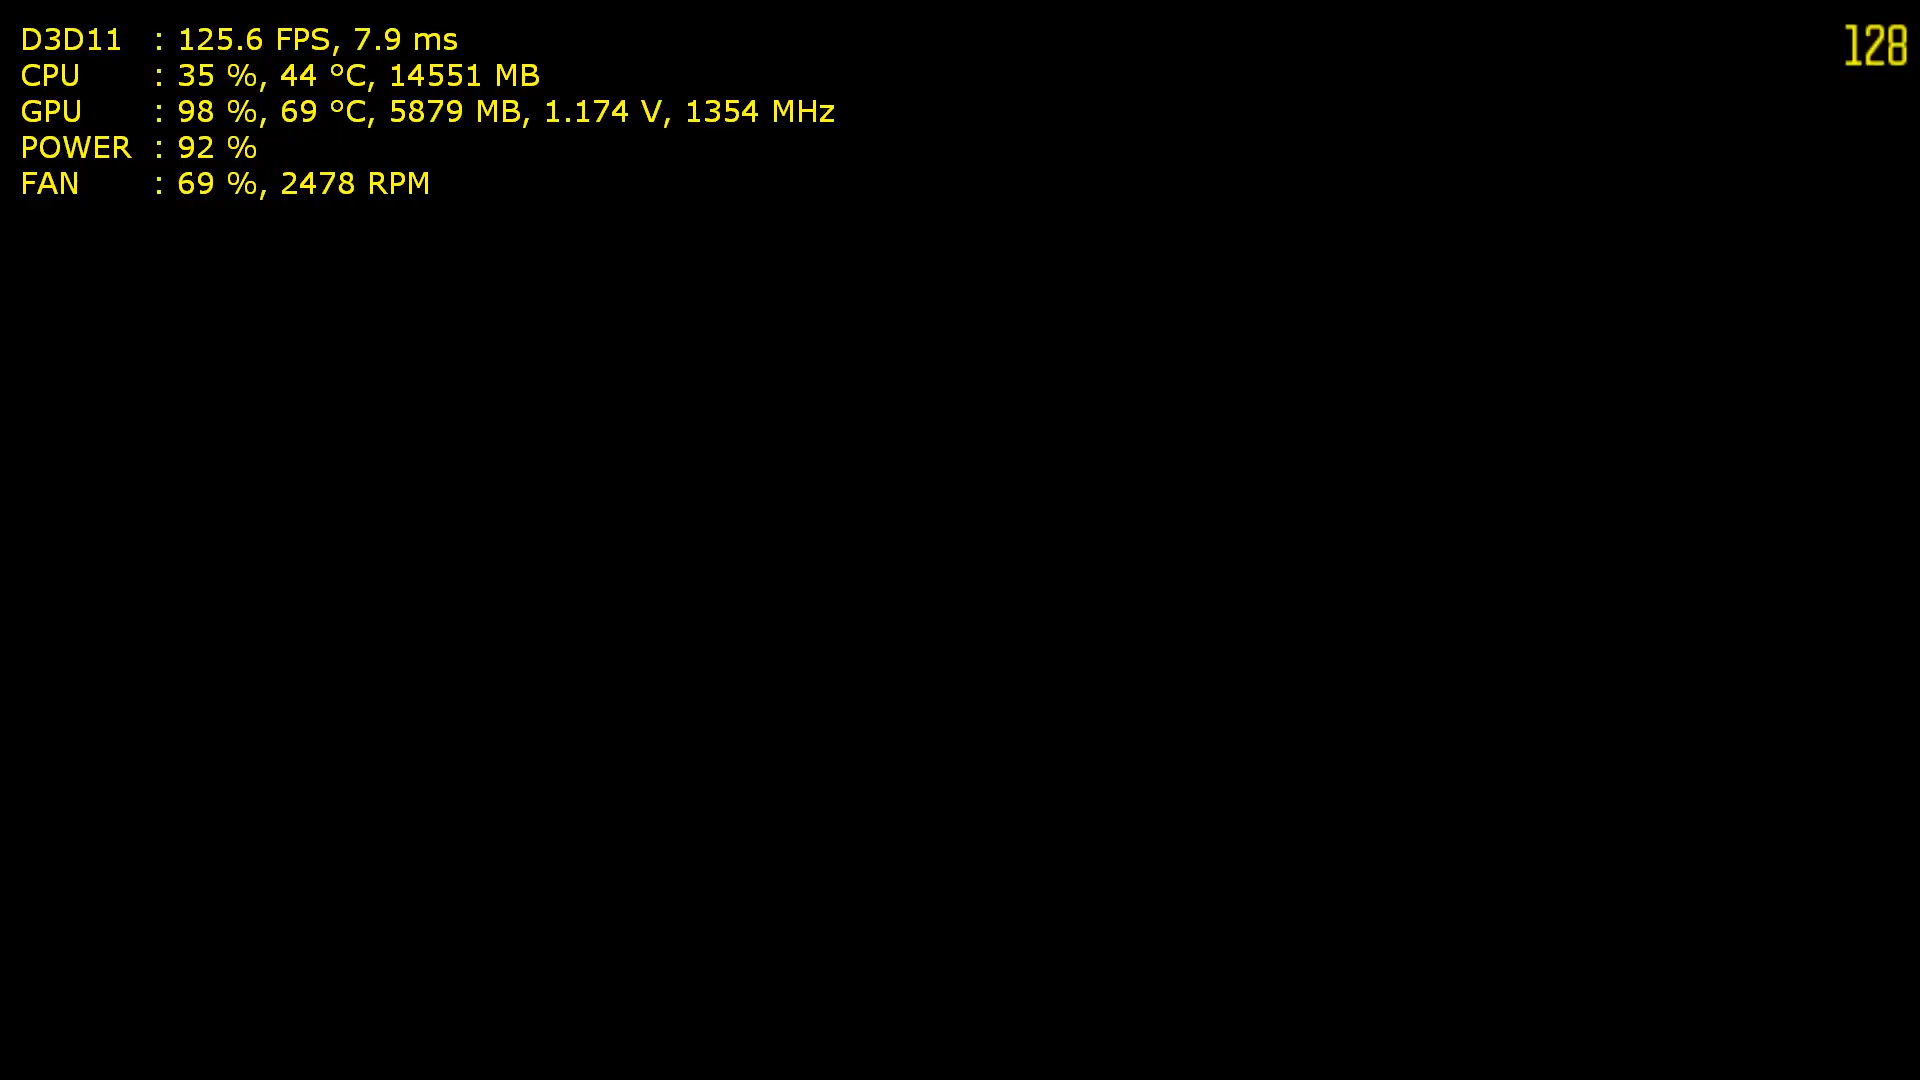 D3D11 : 125.6 FPS, 7.9 ms
128
CPU : 35 %, 44 °C, 14551 MB
GPU : 98 %, 69 °C, 5879 MB, 1.174 V, 1354 MHz
POWER : 92 %
FAN : 69 %, 2478 RPM